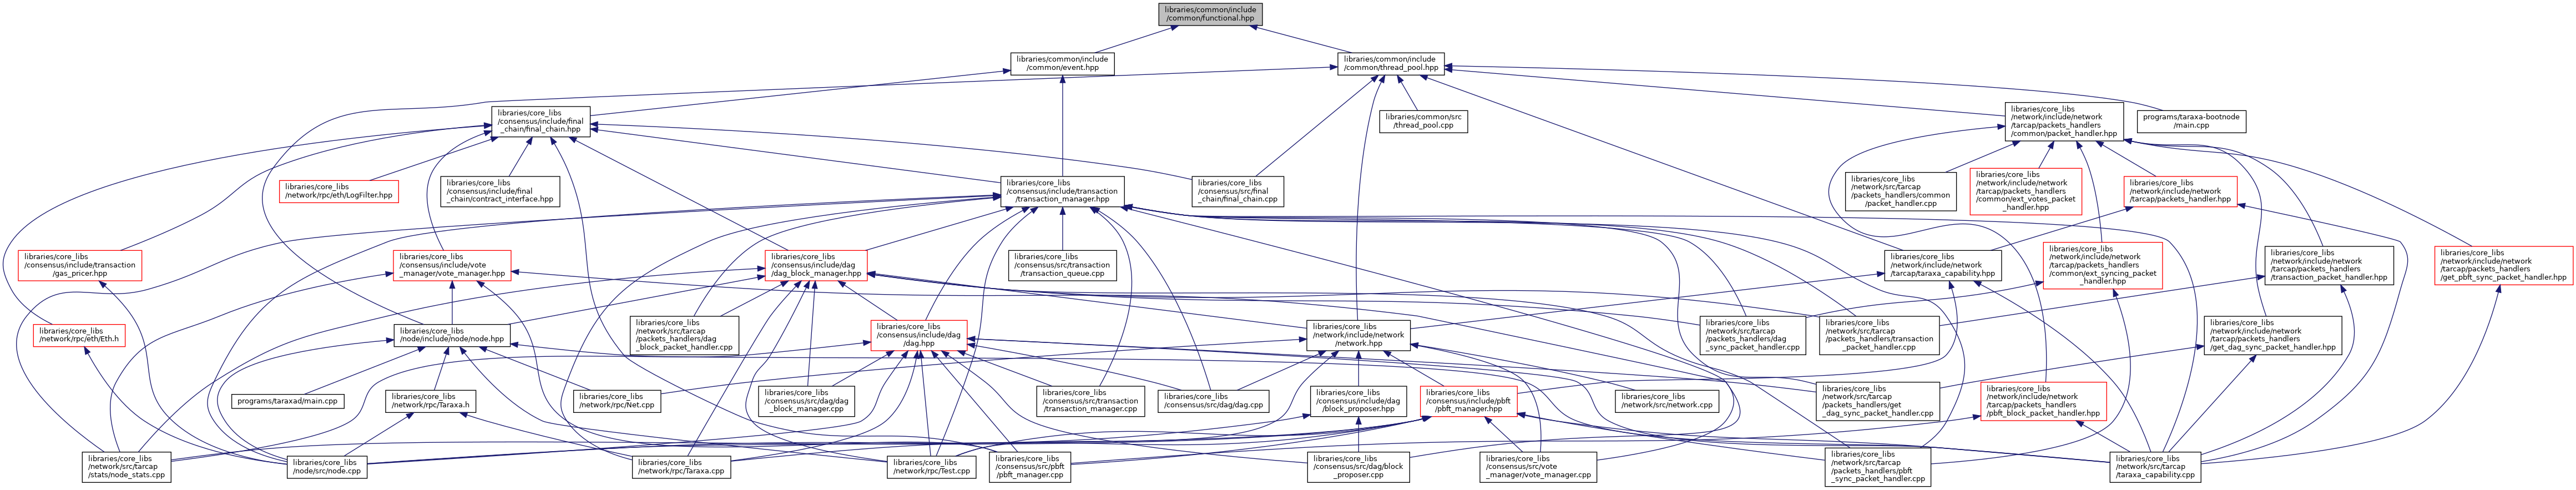 libraries/common/include
/common/functional.hpp
libraries/common/include
/common/event.hpp
libraries/common/include
/common/thread_pool.hpp
libraries/core_libs
/consensus/include/final
_chain/final_chain.hpp
libraries/common/src
/thread_pool.cpp
libraries/core_libs
/network/include/network
/tarcap/packets_handlers
/common/packet_handler.hpp
programs/taraxa-bootnode
/main.cpp
libraries/core_libs
/network/rpc/eth/LogFilter.hpp
libraries/core_libs
/consensus/include/final
_chain/contract_interface.hpp
libraries/core_libs
/consensus/include/transaction
/transaction_manager.hpp
libraries/core_libs
/consensus/src/final
_chain/final_chain.cpp
libraries/core_libs
/network/src/tarcap
/packets_handlers/common
/packet_handler.cpp
libraries/core_libs
/network/include/network
/tarcap/packets_handlers
/common/ext_votes_packet
_handler.hpp
libraries/core_libs
/network/include/network
/tarcap/packets_handler.hpp
libraries/core_libs
/consensus/include/transaction
/gas_pricer.hpp
libraries/core_libs
/consensus/include/vote
_manager/vote_manager.hpp
libraries/core_libs
/consensus/include/dag
/dag_block_manager.hpp
libraries/core_libs
/consensus/src/transaction
/transaction_queue.cpp
libraries/core_libs
/network/include/network
/tarcap/taraxa_capability.hpp
libraries/core_libs
/network/include/network
/tarcap/packets_handlers
/common/ext_syncing_packet
_handler.hpp
libraries/core_libs
/network/include/network
/tarcap/packets_handlers
/transaction_packet_handler.hpp
libraries/core_libs
/network/include/network
/tarcap/packets_handlers
/get_pbft_sync_packet_handler.hpp
libraries/core_libs
/network/rpc/eth/Eth.h
libraries/core_libs
/node/include/node/node.hpp
libraries/core_libs
/network/src/tarcap
/packets_handlers/dag
_block_packet_handler.cpp
libraries/core_libs
/consensus/include/dag
/dag.hpp
libraries/core_libs
/network/include/network
/network.hpp
libraries/core_libs
/network/src/tarcap
/packets_handlers/dag
_sync_packet_handler.cpp
libraries/core_libs
/network/src/tarcap
/packets_handlers/transaction
_packet_handler.cpp
libraries/core_libs
/network/include/network
/tarcap/packets_handlers
/get_dag_sync_packet_handler.hpp
programs/taraxad/main.cpp
libraries/core_libs
/network/rpc/Taraxa.h
libraries/core_libs
/network/rpc/Net.cpp
libraries/core_libs
/consensus/src/dag/dag
_block_manager.cpp
libraries/core_libs
/consensus/src/transaction
/transaction_manager.cpp
libraries/core_libs
/consensus/src/dag/dag.cpp
libraries/core_libs
/consensus/include/dag
/block_proposer.hpp
libraries/core_libs
/consensus/include/pbft
/pbft_manager.hpp
libraries/core_libs
/network/src/network.cpp
libraries/core_libs
/network/src/tarcap
/packets_handlers/get
_dag_sync_packet_handler.cpp
libraries/core_libs
/network/include/network
/tarcap/packets_handlers
/pbft_block_packet_handler.hpp
libraries/core_libs
/network/src/tarcap
/stats/node_stats.cpp
libraries/core_libs
/node/src/node.cpp
libraries/core_libs
/network/rpc/Taraxa.cpp
libraries/core_libs
/network/rpc/Test.cpp
libraries/core_libs
/consensus/src/pbft
/pbft_manager.cpp
libraries/core_libs
/consensus/src/dag/block
_proposer.cpp
libraries/core_libs
/consensus/src/vote
_manager/vote_manager.cpp
libraries/core_libs
/network/src/tarcap
/packets_handlers/pbft
_sync_packet_handler.cpp
libraries/core_libs
/network/src/tarcap
/taraxa_capability.cpp